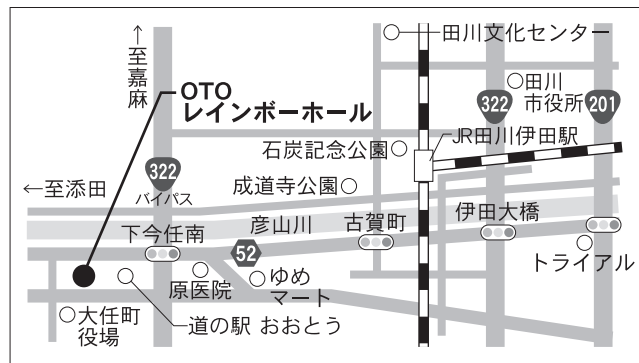 田川文化センター
↑至嘉麻
OTO
レインボーホール
322
田川
市役所
201
石炭記念公園
JR田川伊田駅
322
バイパス
←至添田
成道寺公園
彦山川
古賀町
伊田大橋
下今任南
52
トライアル
原医院
ゆめ
マート
大任町
役場
道の駅 おおとう